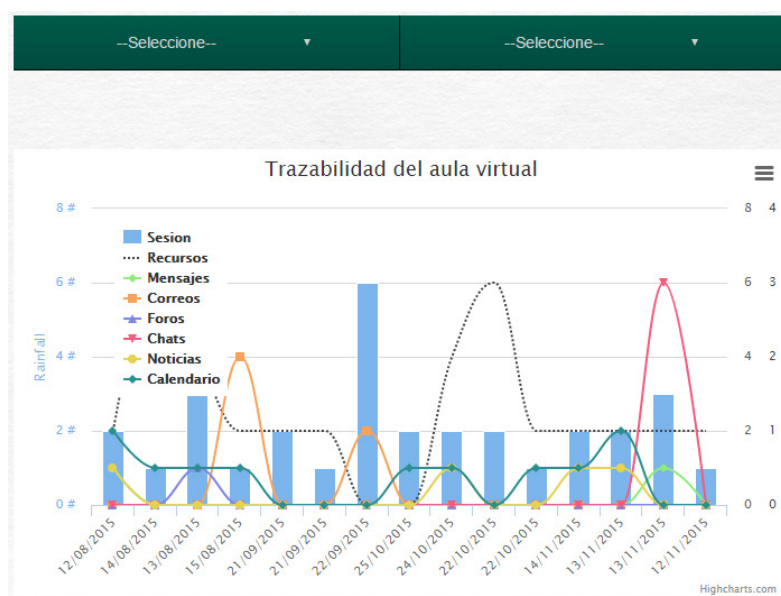 --Seleccione-- ▼ --Seleccione-- ▼
Trazabilidad del aula virtual
8 # 8 4
Sesion
Recursos
Mensajes
6 # 6 3
Correos
Foros
Chats
4 # 4 2
Noticias
Calendario
Rainfall
2 # 2 1
0 # 0 0
12/08/2015 14/08/2015 13/08/2015 15/08/2015 21/09/2015 21/09/2015 22/09/2015 25/10/2015 24/10/2015 22/10/2015 22/10/2015 14/11/2015 13/11/2015 13/11/2015 12/11/2015
Highcharts.com